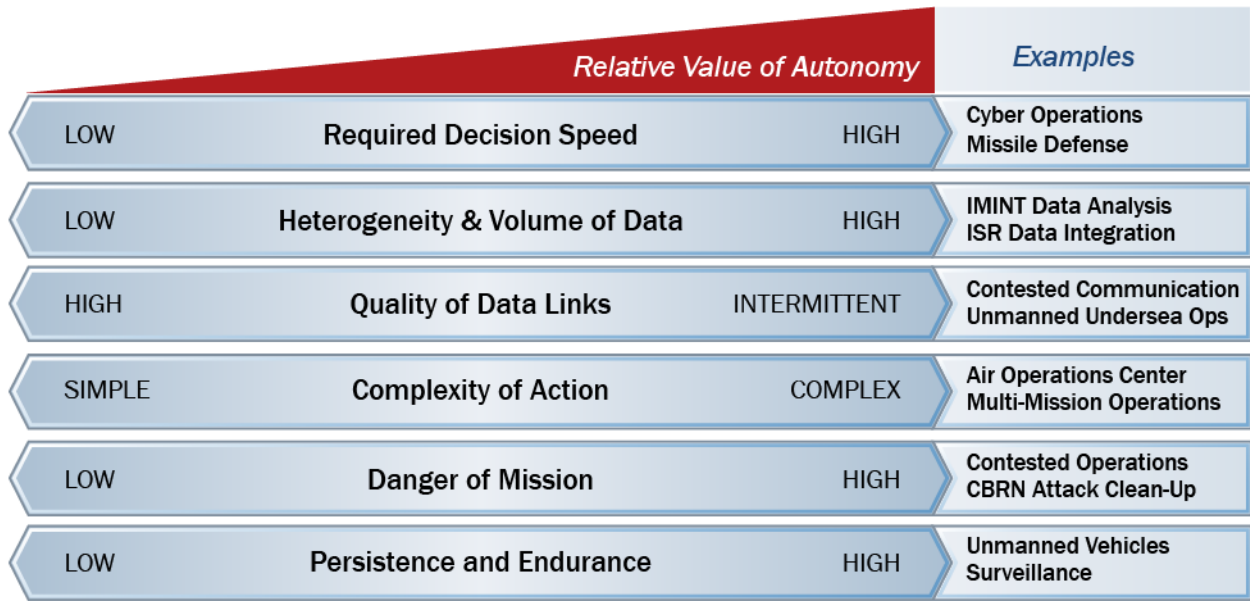 Relative Value of Autonomy
Examples
LOW Required Decision Speed HIGH
Cyber Operations
Missile Defense
LOW Heterogeneity & Volume of Data HIGH
IMINT Data Analysis
ISR Data Integration
HIGH Quality of Data Links INTERMITTENT
Contested Communication
Unmanned Undersea Ops
SIMPLE Complexity of Action COMPLEX
Air Operations Center
Multi-Mission Operations
LOW Danger of Mission HIGH
Contested Operations
CBRN Attack Clean-Up
LOW Persistence and Endurance HIGH
Unmanned Vehicles
Surveillance